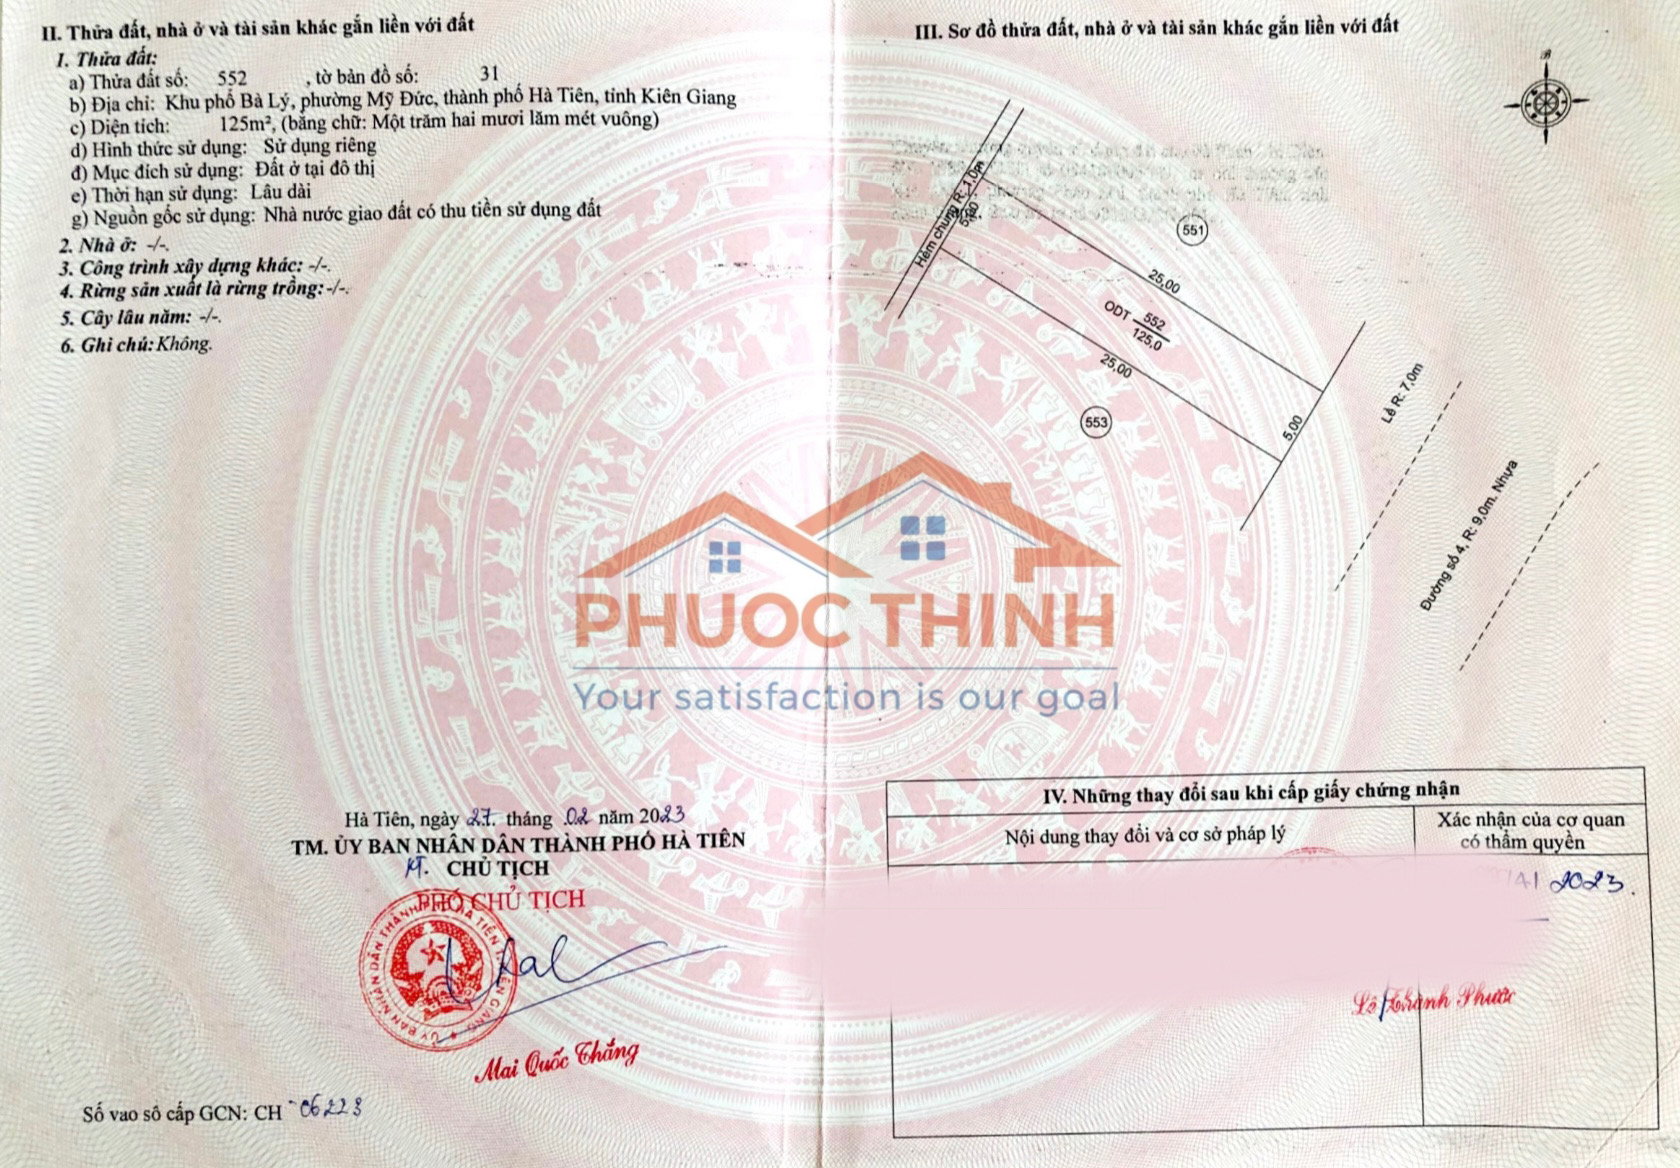 II. Thửa đất, nhà ở và tài sản khác gắn liền với đất
1. Thửa đất:
a) Thửa đất số: 552 , tờ bản đồ số: 31
b) Địa chỉ: Khu phố Bà Lý, phường Mỹ Đức, thành phố Hà Tiên, tỉnh Kiên Giang
c) Diện tích: 125m², (bằng chữ: Một trăm hai mươi lăm mét vuông)
d) Hình thức sử dụng: Sử dụng riêng
đ) Mục đích sử dụng: Đất ở tại đô thị
e) Thời hạn sử dụng: Lâu dài
g) Nguồn gốc sử dụng: Nhà nước giao đất có thu tiền sử dụng đất
2. Nhà ở: -/-.
3. Công trình xây dựng khác: -/-.
4. Rừng sản xuất là rừng trồng: -/-.
5. Cây lâu năm: -/-.
6. Ghi chú: Không.
Hà Tiên, ngày 27. tháng .02 năm 2023
TM. ỦY BAN NHÂN DÂN THÀNH PHỐ HÀ TIÊN
KT. CHỦ TỊCH
PHÓ CHỦ TỊCH
Mai Quốc Thắng
Số vào sổ cấp GCN: CH 06223
III. Sơ đồ thửa đất, nhà ở và tài sản khác gắn liền với đất
B
Hẻm chung R: 1,0m
5,00
551
25,00
ODT 552
125,0
25,00
553
5,00
Lề R: 7,0m
Đường số 4, R: 9,0m. Nhựa
PHUOC THINH
Your satisfaction is our goal
IV. Những thay đổi sau khi cấp giấy chứng nhận
Nội dung thay đổi và cơ sở pháp lý
Xác nhận của cơ quan
có thẩm quyền
2023.
Lê Khánh Phước